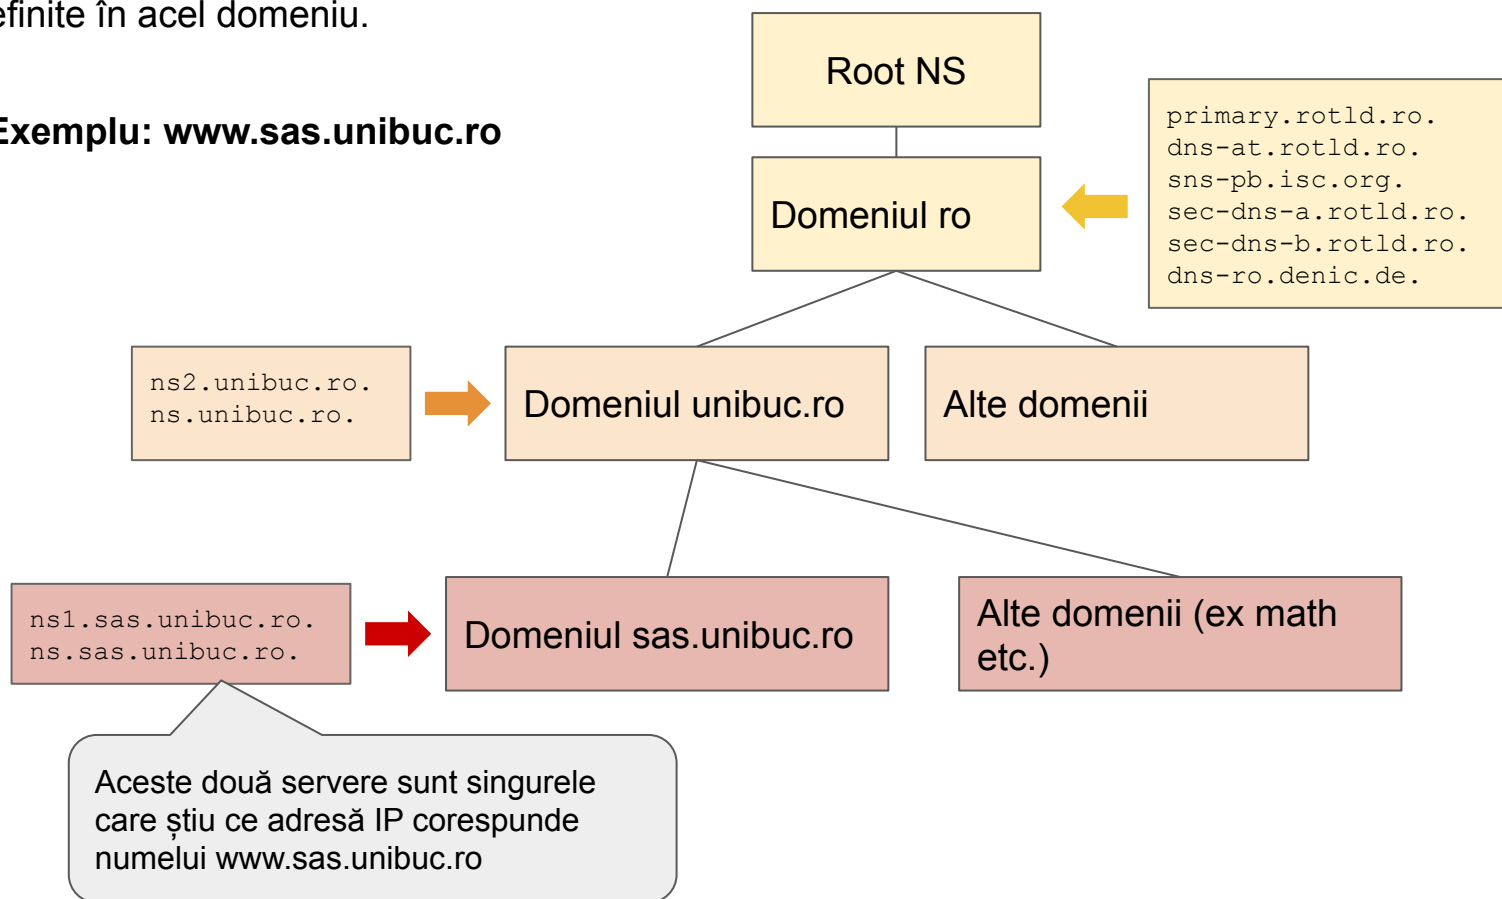 efinite în acel domeniu.
Exemplu: www.sas.unibuc.ro
Root NS
primary.rotld.ro.
dns-at.rotld.ro.
sns-pb.isc.org.
sec-dns-a.rotld.ro.
sec-dns-b.rotld.ro.
dns-ro.denic.de.
Domeniul ro
ns2.unibuc.ro.
ns.unibuc.ro.
Domeniul unibuc.ro
Alte domenii
ns1.sas.unibuc.ro.
ns.sas.unibuc.ro.
Domeniul sas.unibuc.ro
Alte domenii (ex math
etc.)
Aceste două servere sunt singurele
care știu ce adresă IP corespunde
numelui www.sas.unibuc.ro